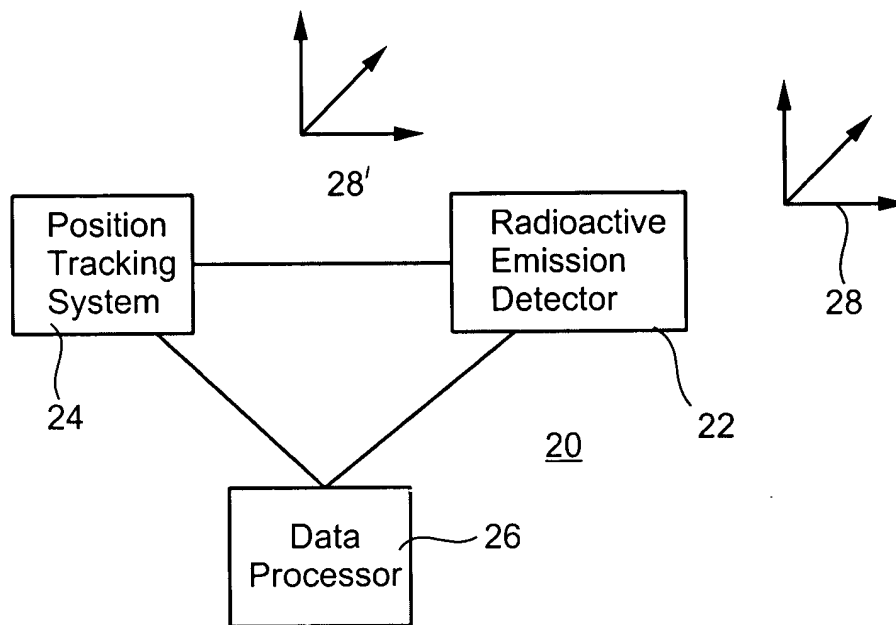 28'
Position
Tracking
System
Radioactive
Emission
Detector
28
24
22
20
Data
Processor
26